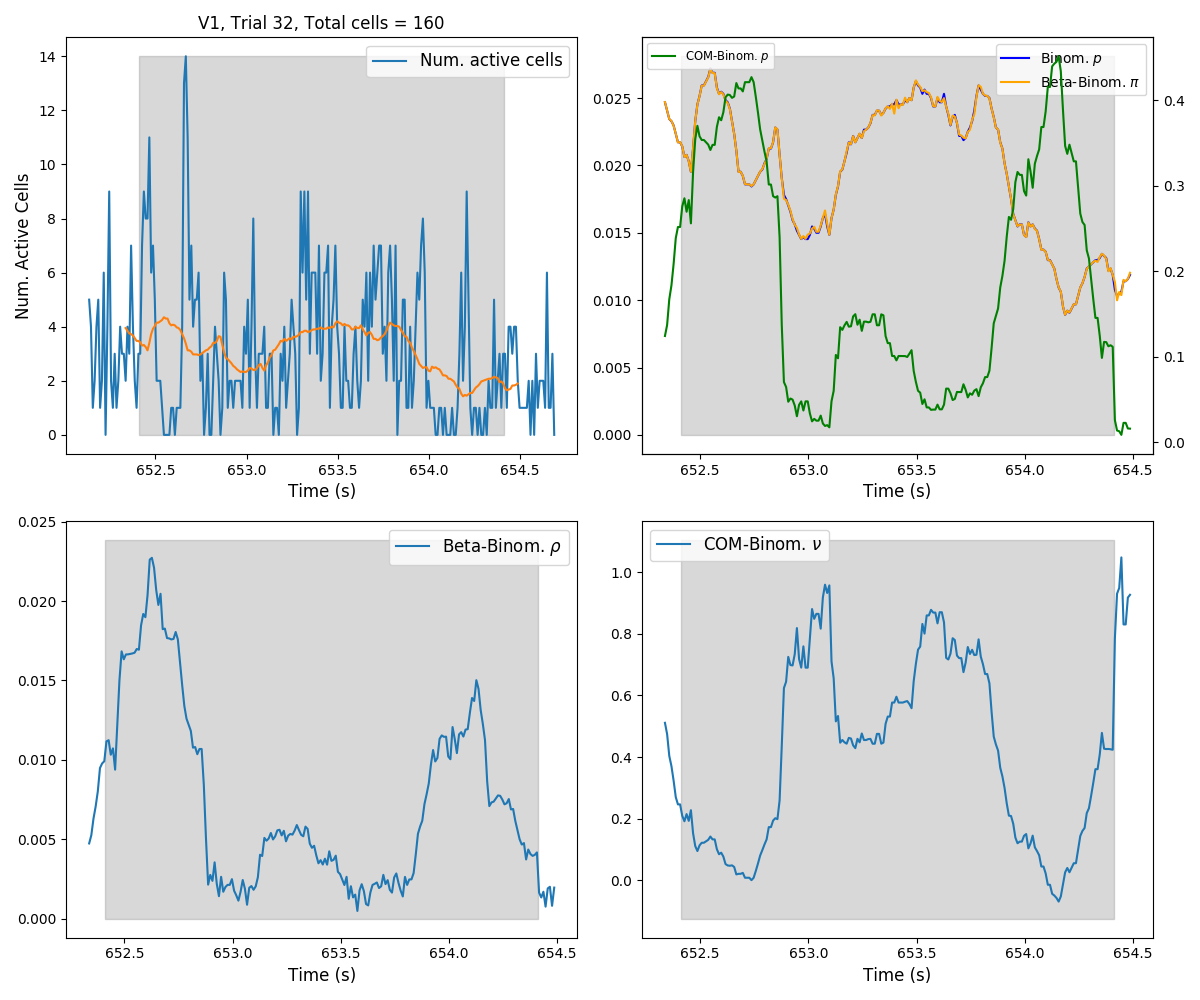 V1, Trial 32, Total cells = 160
Num. active cells
Num. Active Cells
14
12
10
8
6
4
2
0
652.5 653.0 653.5 654.0 654.5
Time (s)
COM-Binom. p
Binom. p
Beta-Binom. π
0.025
0.020
0.015
0.010
0.005
0.000
0.4
0.3
0.2
0.1
0.0
652.5 653.0 653.5 654.0 654.5
Time (s)
Beta-Binom. ρ
0.025
0.020
0.015
0.010
0.005
0.000
652.5 653.0 653.5 654.0 654.5
Time (s)
COM-Binom. ν
1.0
0.8
0.6
0.4
0.2
0.0
652.5 653.0 653.5 654.0 654.5
Time (s)